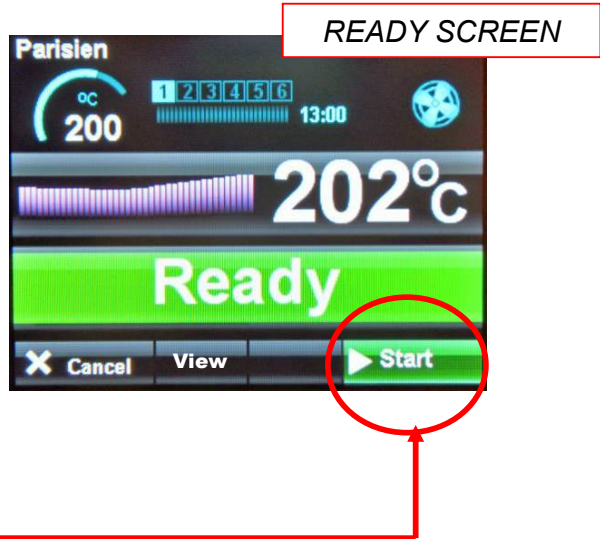 READY SCREEN
Parisien
°C
200
1 2 3 4 5 6
13:00
202°C
Ready
Cancel
View
Start